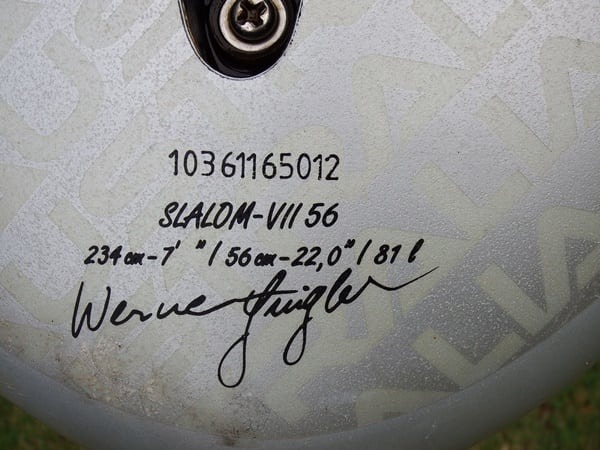 10361165012
SLALOM-VII 56
234 cm - 7' " / 56 cm - 22,0" / 81 l
Werner Gnigler